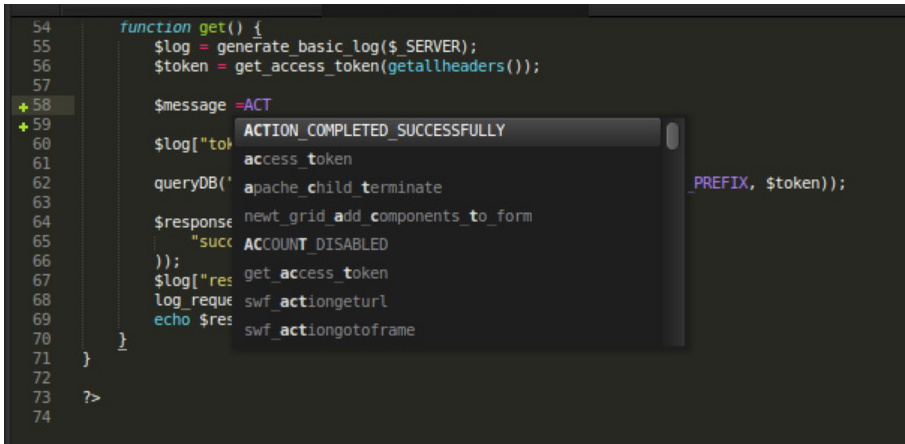 54 function get() {
55 $log = generate_basic_log($_SERVER);
56 $token = get_access_token(getallheaders());
57
58 $message =ACT
59
ACTION_COMPLETED_SUCCESSFULLY
60 $log["tok
access_token
61
62 queryDB(" _PREFIX, $token));
apache_child_terminate
63
newt_grid_add_components_to_form
64 $response
65 "succ
ACCOUNT_DISABLED
66 ));
get_access_token
67 $log["res
68 log_reque
swf_actiongeturl
69 echo $res
swf_actiongotoframe
70 }
71 }
72
73 ?>
74